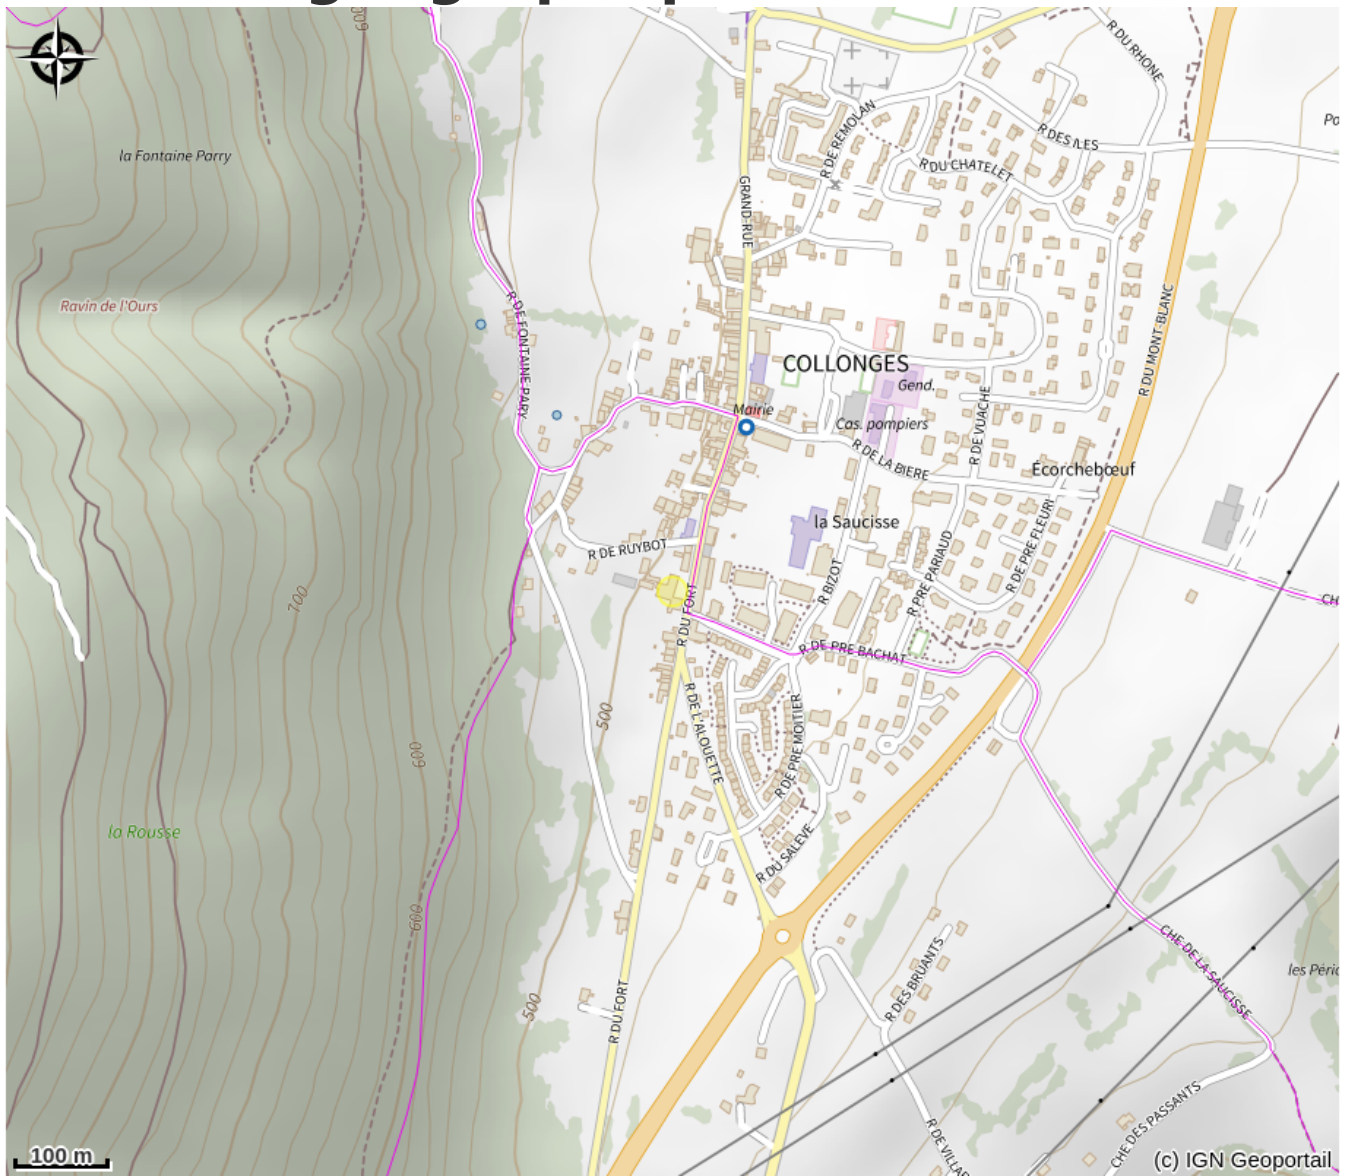 600
R DU RHONE
la Fontaine Parry
R DE REMOLAN
R DES ILES
R DU CHATELET
GRAND RUE
Ravin de l'Ours
R DE FONTAINE PARY
R DU MONT-BLANC
COLLONGES
Gend.
Mairie
Cas. pompiers
R DE VUACHE
R DE LA BIERE
Écorchebœuf
la Saucisse
R DE RUYBOT
R DE PRE FLEURI
R PRE PARIAUD
R BIZOT
700
R DU FORT
R DE PRE BACHAT
500
R DE L'ALOUETTE
R DE PRE MOITIER
600
la Rousse
R DU SALEVE
600
CHE DE LA SAUCISSE
R DES BRUANTS
500
R DU FORT
CHE DES PASSANTS
100 m
(c) IGN Geoportail